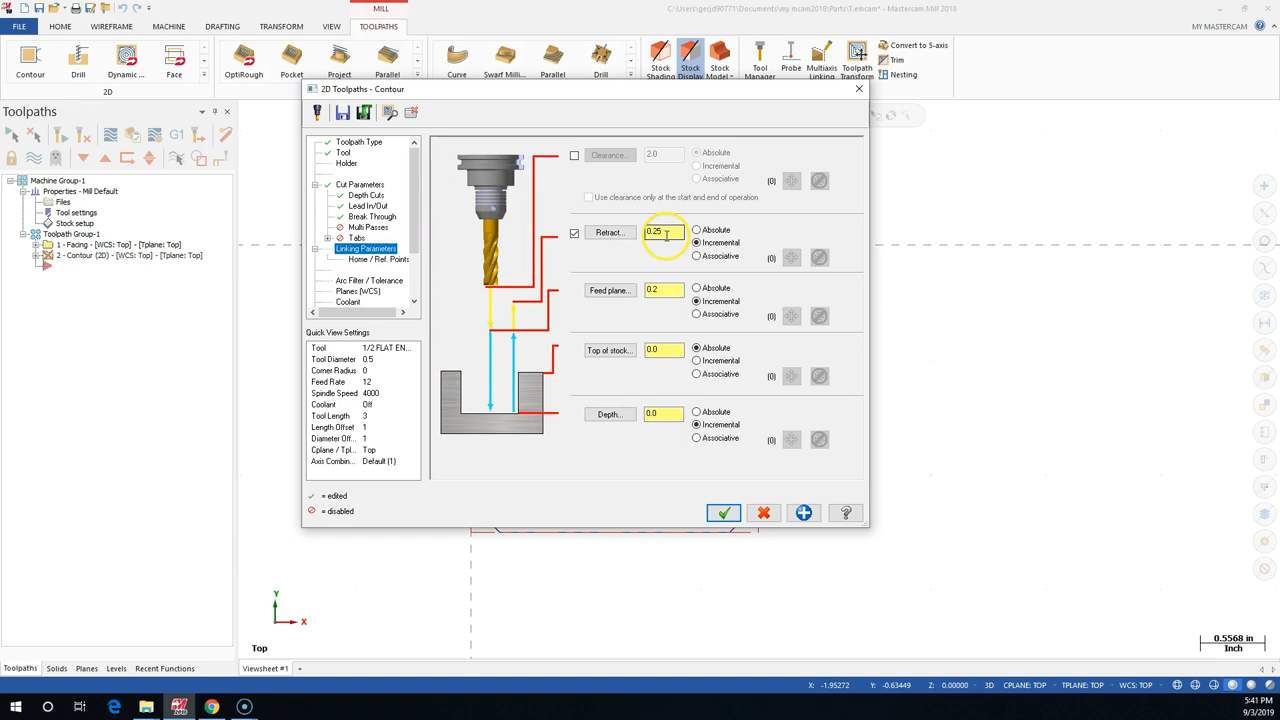 C:\Users\gerjd90771\Documents\my mcam2018\Parts\T.emcam* - Mastercam Mill 2018
MILL
FILE HOME WIREFRAME MACHINE DRAFTING TRANSFORM VIEW TOOLPATHS MY MASTERCAM
Contour Drill Dynamic ... Face OptiRough Pocket Project Parallel Curve Swarf Milli... Parallel Drill Stock Shading Stock Display Stock Model Tool Manager Probe Multiaxis Linking Toolpath Transform Convert to 5-axis
Trim
Nesting
2D
Toolpaths
Machine Group-1
Properties - Mill Default
Files
Tool settings
Stock setup
Toolpath Group-1
1 - Facing - [WCS: Top] - [Tplane: Top]
2 - Contour (2D) - [WCS: Top] - [Tplane: Top]
2D Toolpaths - Contour
Toolpath Type
Tool
Holder
Cut Parameters
Depth Cuts
Lead In/Out
Break Through
Multi Passes
Tabs
Linking Parameters
Home / Ref. Points
Arc Filter / Tolerance
Planes (WCS)
Coolant
Quick View Settings
Tool 1/2 FLAT EN...
Tool Diameter 0.5
Corner Radius 0
Feed Rate 12
Spindle Speed 4000
Coolant Off
Tool Length 3
Length Offset 1
Diameter Off... 1
Cplane / Tpl... Top
Axis Combin... Default (1)
= edited
= disabled
Clearance... 2.0 Absolute
Incremental
Associative
(0)
Use clearance only at the start and end of operation
Retract... 0.25 Absolute
Incremental
Associative
(0)
Feed plane... 0.2 Absolute
Incremental
Associative
(0)
Top of stock... 0.0 Absolute
Incremental
Associative
(0)
Depth... 0.0 Absolute
Incremental
Associative
(0)
Y
X
Top
0.5568 in
Inch
Toolpaths Solids Planes Levels Recent Functions Viewsheet #1 +
X: -1.95272 Y: -0.63449 Z: 0.00000 3D CPLANE: TOP TPLANE: TOP WCS: TOP
5:41 PM
9/3/2019